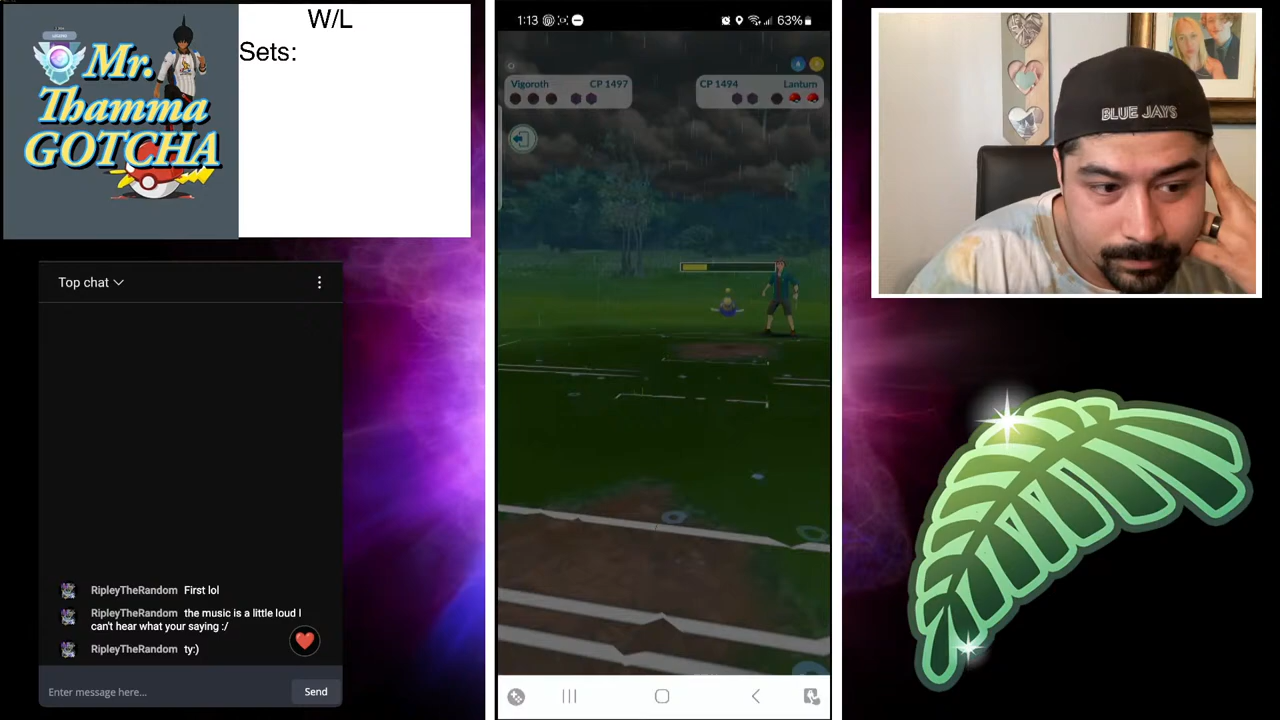 Mr.
Thamma
GOTCHA
W/L
Sets:
Top chat
RipleyTheRandom First lol
RipleyTheRandom the music is a little loud I
can't hear what your saying :/
RipleyTheRandom ty:)
Enter message here...
Send
1:13
63%
Vigoroth CP 1497
CP 1494 Lanturn
BLUE JAYS